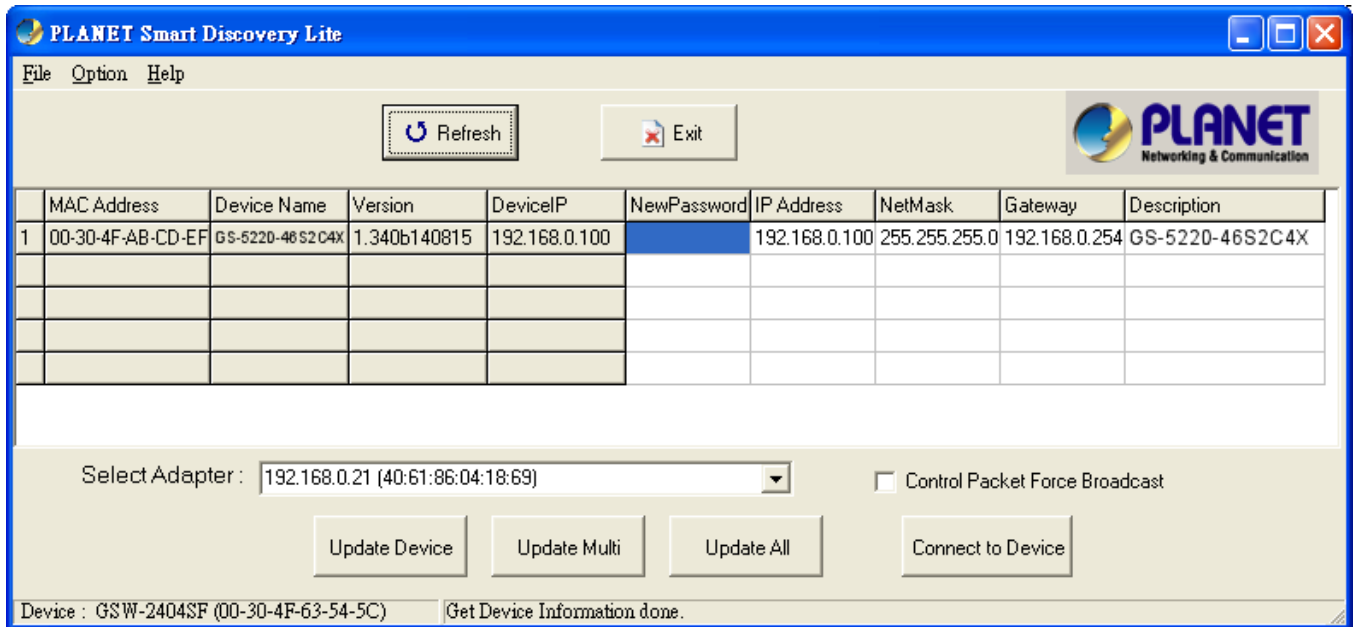 PLANET Smart Discovery Lite
File Option Help
Refresh Exit
PLANET
Networking & Communication
MAC Address Device Name Version DeviceIP NewPassword IP Address NetMask Gateway Description
1 00-30-4F-AB-CD-EF GS-5220-46S2C4X 1.340b140815 192.168.0.100 192.168.0.100 255.255.255.0 192.168.0.254 GS-5220-46S2C4X
Select Adapter : 192.168.0.21 (40:61:86:04:18:69) Control Packet Force Broadcast
Update Device Update Multi Update All Connect to Device
Device : GSW-2404SF (00-30-4F-63-54-5C) Get Device Information done.